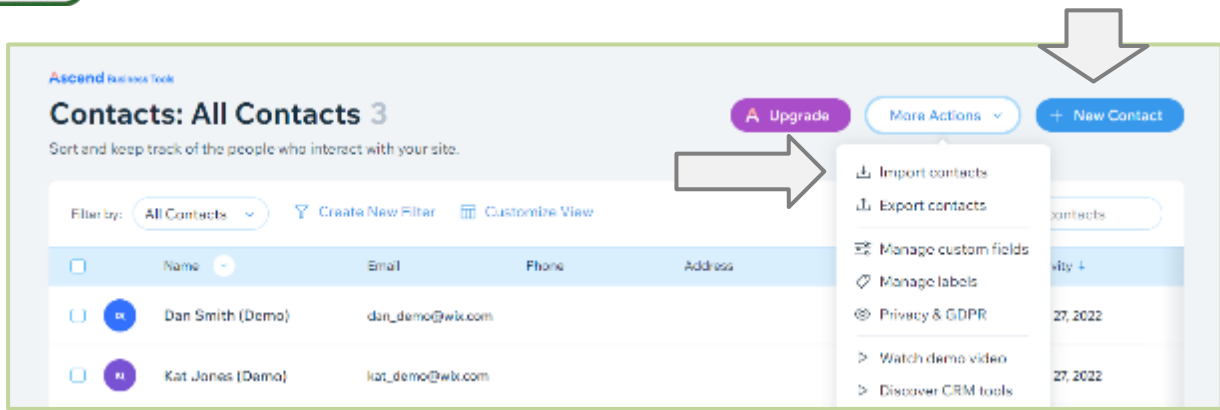 Ascend Business Tools
Contacts: All Contacts 3
A Upgrade
More Actions
+ New Contact
Sort and keep track of the people who interact with your site.
Import contacts
Export contacts
Manage custom fields
Manage labels
Privacy & GDPR
Watch demo video
Discover CRM tools
Filter by: All Contacts
Create New Filter
Customize View
contacts
Name
Email
Phone
Address
vity ↓
Dan Smith (Demo)
dan_demo@wix.com
27, 2022
Kat Jones (Demo)
kat_demo@wix.com
27, 2022